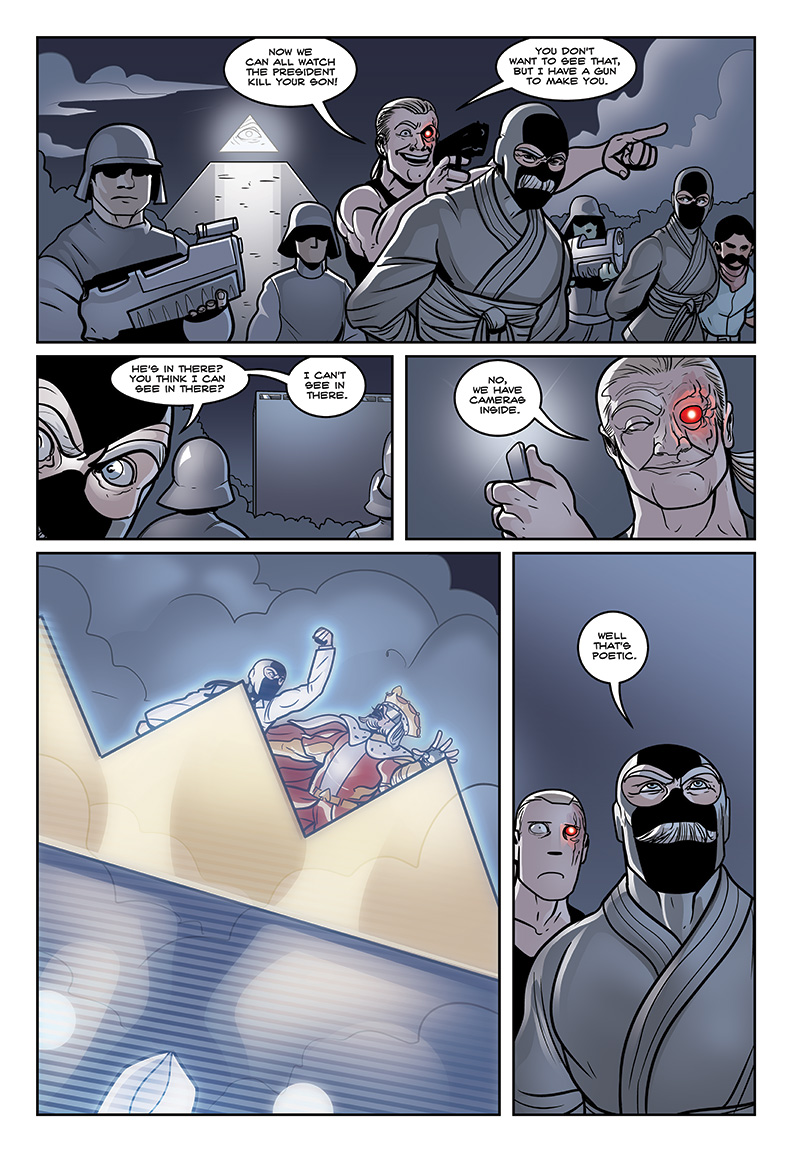 NOW WE
CAN ALL WATCH
THE PRESIDENT
KILL YOUR SON!
YOU DON'T
WANT TO SEE THAT,
BUT I HAVE A GUN
TO MAKE YOU.
HE'S IN THERE?
YOU THINK I CAN
SEE IN THERE?
I CAN'T
SEE IN
THERE.
NO,
WE HAVE
CAMERAS
INSIDE.
WELL
THAT'S
POETIC.